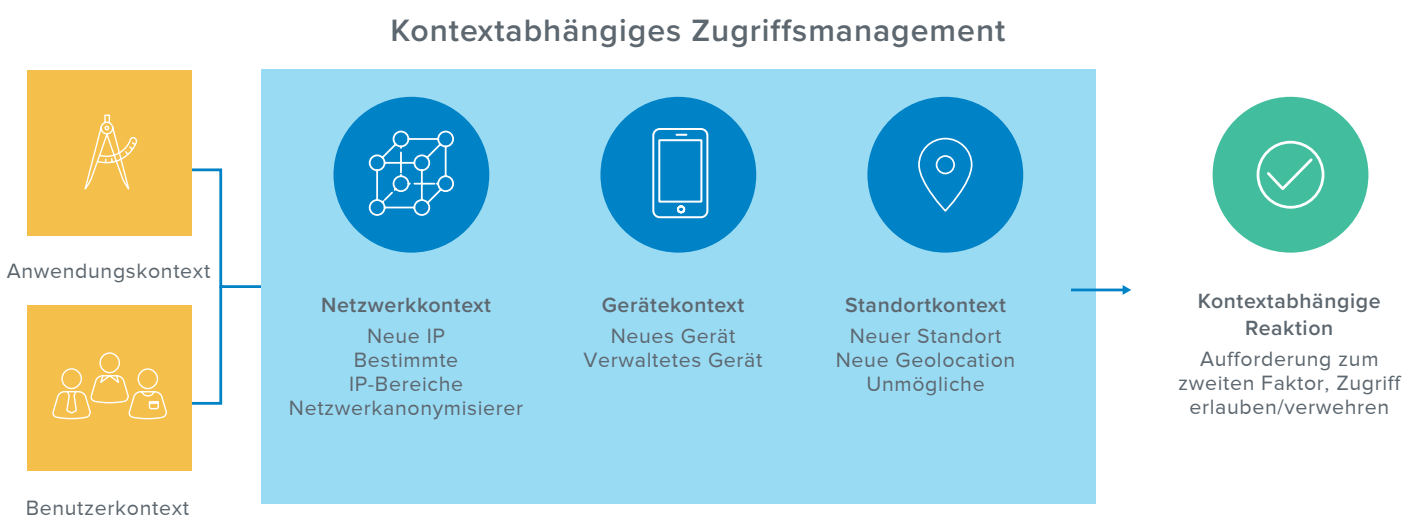 Kontextabhängiges Zugriffsmanagement
Anwendungskontext
Benutzerkontext
Netzwerkkontext
Neue IP
Bestimmte
IP-Bereiche
Netzwerkanonymisierer
Gerätekontext
Neues Gerät
Verwaltetes Gerät
Standortkontext
Neuer Standort
Neue Geolocation
Unmögliche
Kontextabhängige
Reaktion
Aufforderung zum
zweiten Faktor, Zugriff
erlauben/verwehren